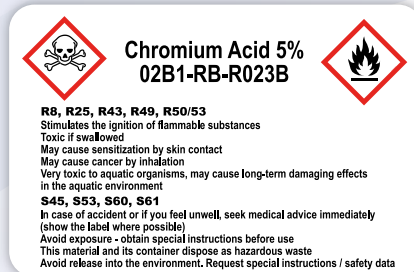 Chromium Acid 5%
02B1-RB-R023B
R8, R25, R43, R49, R50/53
Stimulates the ignition of flammable substances
Toxic if swallowed
May cause sensitization by skin contact
May cause cancer by inhalation
Very toxic to aquatic organisms, may cause long-term damaging effects
in the aquatic environment
S45, S53, S60, S61
In case of accident or if you feel unwell, seek medical advice immediately
(show the label where possible)
Avoid exposure - obtain special instructions before use
This material and its container dispose as hazardous waste
Avoid release into the environment. Request special instructions / safety data